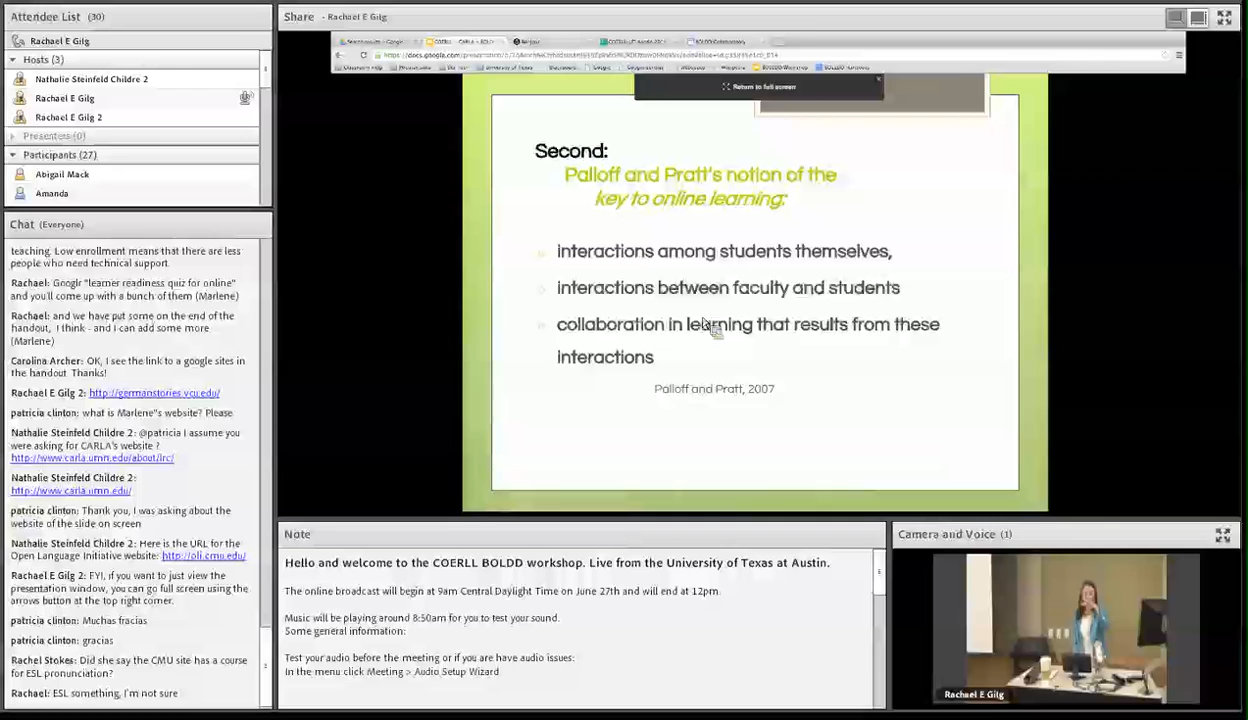 Attendee List (30)
Rachael E Gilg
Hosts (3)
Nathalie Steinfeld Childre 2
Rachael E Gilg
Rachael E Gilg 2
Presenters (0)
Participants (27)
Abigail Mack
Amanda
Chat (Everyone)
teaching. Low enrollment means that there are less
people who need technical support.
Rachael: Googlr "learner readiness quiz for online"
and you'll come up with a bunch of them (Marlene)
Rachael: and we have put some on the end of the
handout, I think - and I can add some more
(Marlene)
Carolina Archer: OK, I see the link to a google sites in
the handout Thanks!
Rachael E Gilg 2: http://germanstories.vcu.edu/
patricia clinton: what is Marlene"s website? Please
Nathalie Steinfeld Childre 2: @patricia I assume you
were asking for CARLA's website ?
http://www.carla.umn.edu/about/lrc/
Nathalie Steinfeld Childre 2:
http://www.carla.umn.edu/
patricia clinton: Thank you, I was asking about the
website of the slide on screen
Nathalie Steinfeld Childre 2: Here is the URL for the
Open Language Initiative website: http://oli.cmu.edu/
Rachael E Gilg 2: FYI, if you want to just view the
presentation window, you can go full screen using the
arrows button at the top right corner.
patricia clinton: Muchas fracias
patricia clinton: gracias
Rachel Stokes: Did she say the CMU site has a course
for ESL pronunciation?
Rachael: ESL something, I'm not sure
Share - Rachael E Gilg
Return to full screen
Second:
Palloff and Pratt's notion of the
key to online learning:
interactions among students themselves,
interactions between faculty and students
collaboration in learning that results from these
interactions
Palloff and Pratt, 2007
Note
Hello and welcome to the COERLL BOLDD workshop. Live from the University of Texas at Austin.
The online broadcast will begin at 9am Central Daylight Time on June 27th and will end at 12pm.
Music will be playing around 8:50am for you to test your sound.
Some general information:
Test your audio before the meeting or if you are have audio issues:
In the menu click Meeting > Audio Setup Wizard
Camera and Voice (1)
Rachael E Gilg